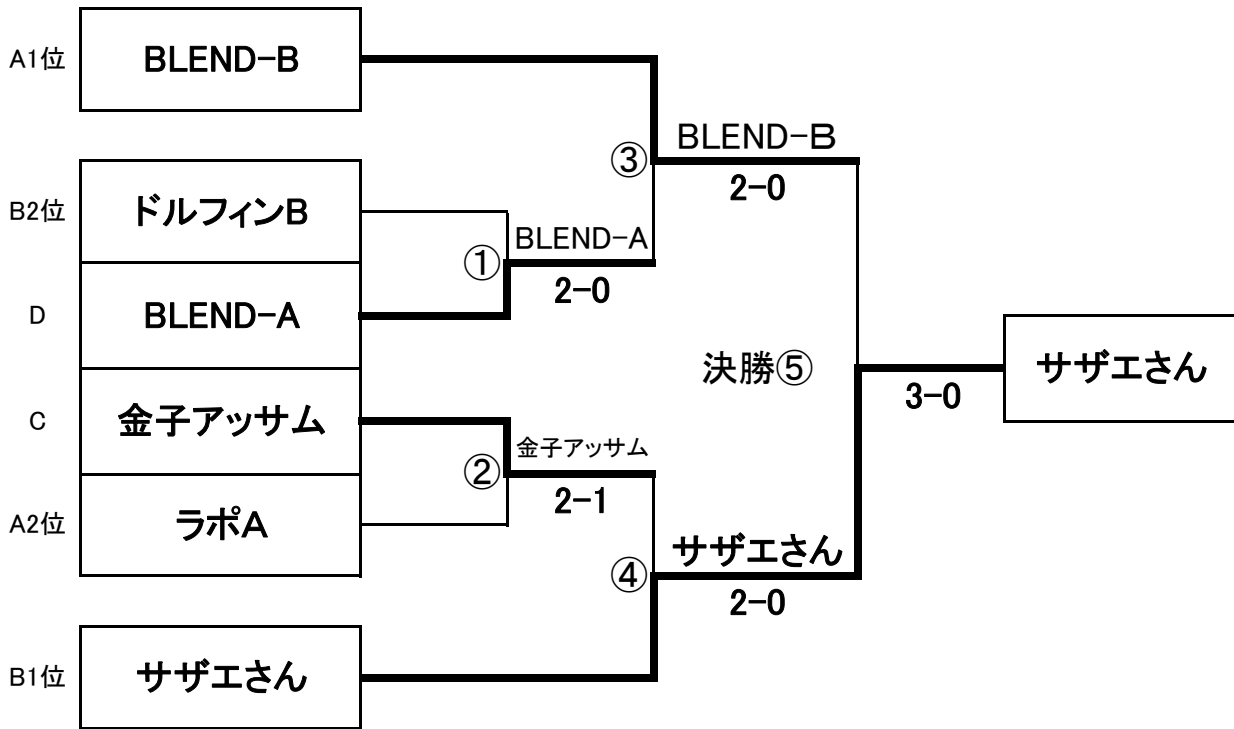 A1位
BLEND-B
BLEND-B
③
2-0
B2位
ドルフィンB
BLEND-A
①
2-0
D
BLEND-A
決勝⑤
サザエさん
3-0
C
金子アッサム
金子アッサム
②
2-1
A2位
ラポA
サザエさん
④
2-0
B1位
サザエさん